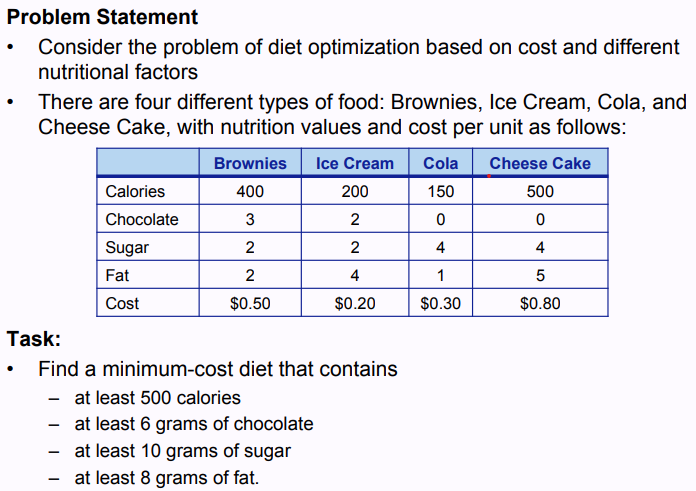 Problem Statement
• Consider the problem of diet optimization based on cost and different
nutritional factors
• There are four different types of food: Brownies, Ice Cream, Cola, and
Cheese Cake, with nutrition values and cost per unit as follows:
Brownies Ice Cream Cola Cheese Cake
Calories 400 200 150 500
Chocolate 3 2 0 0
Sugar 2 2 4 4
Fat 2 4 1 5
Cost $0.50 $0.20 $0.30 $0.80
Task:
• Find a minimum-cost diet that contains
– at least 500 calories
– at least 6 grams of chocolate
– at least 10 grams of sugar
– at least 8 grams of fat.